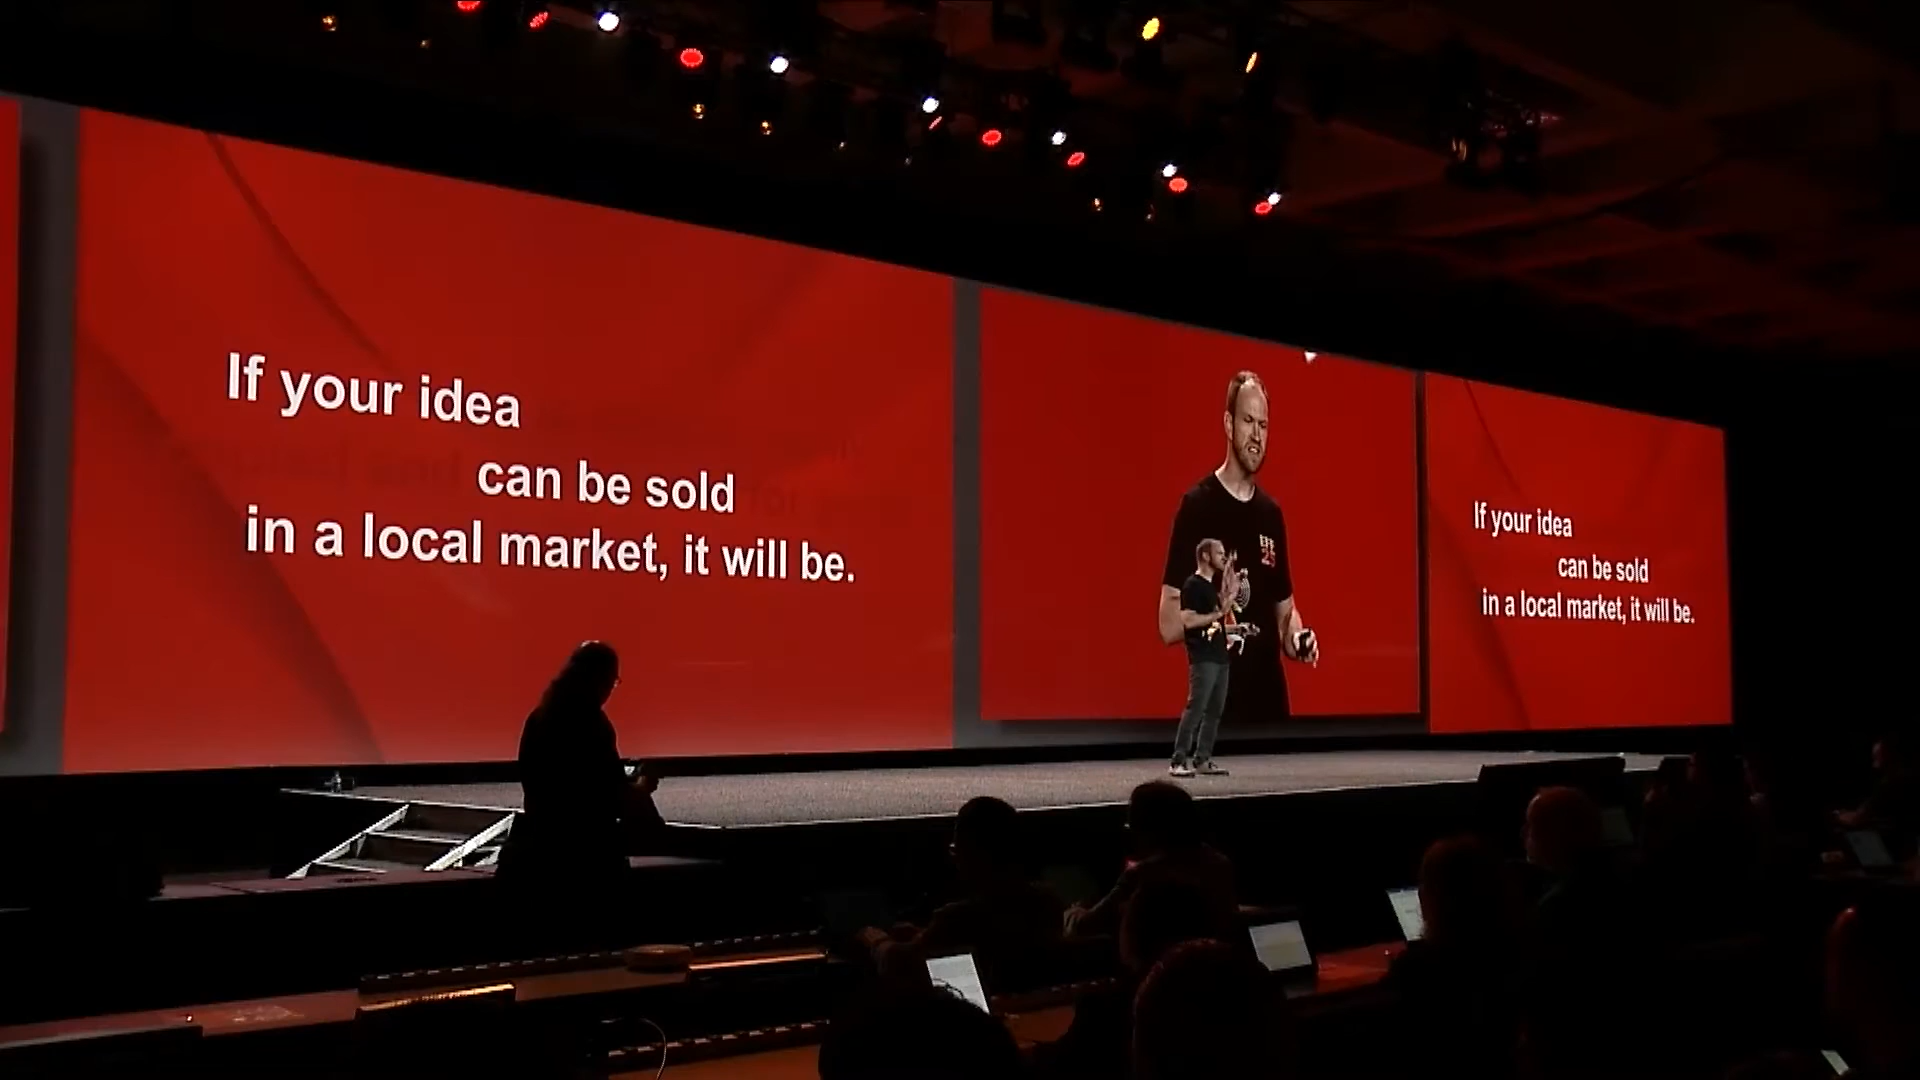 If your idea
can be sold
in a local market, it will be.
If your idea
can be sold
in a local market, it will be.